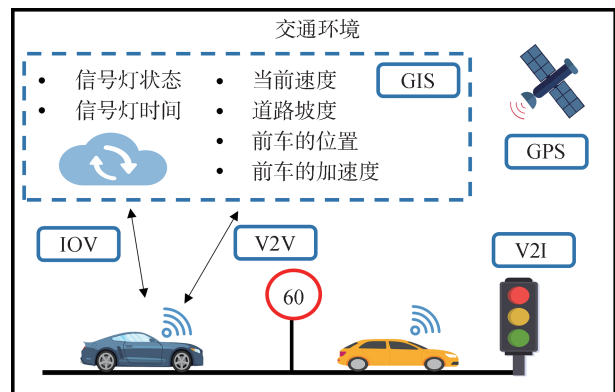 交通环境
• 信号灯状态
• 信号灯时间
• 当前速度
• 道路坡度
• 前车的位置
• 前车的加速度
GIS
GPS
IOV
V2V
V2I
60